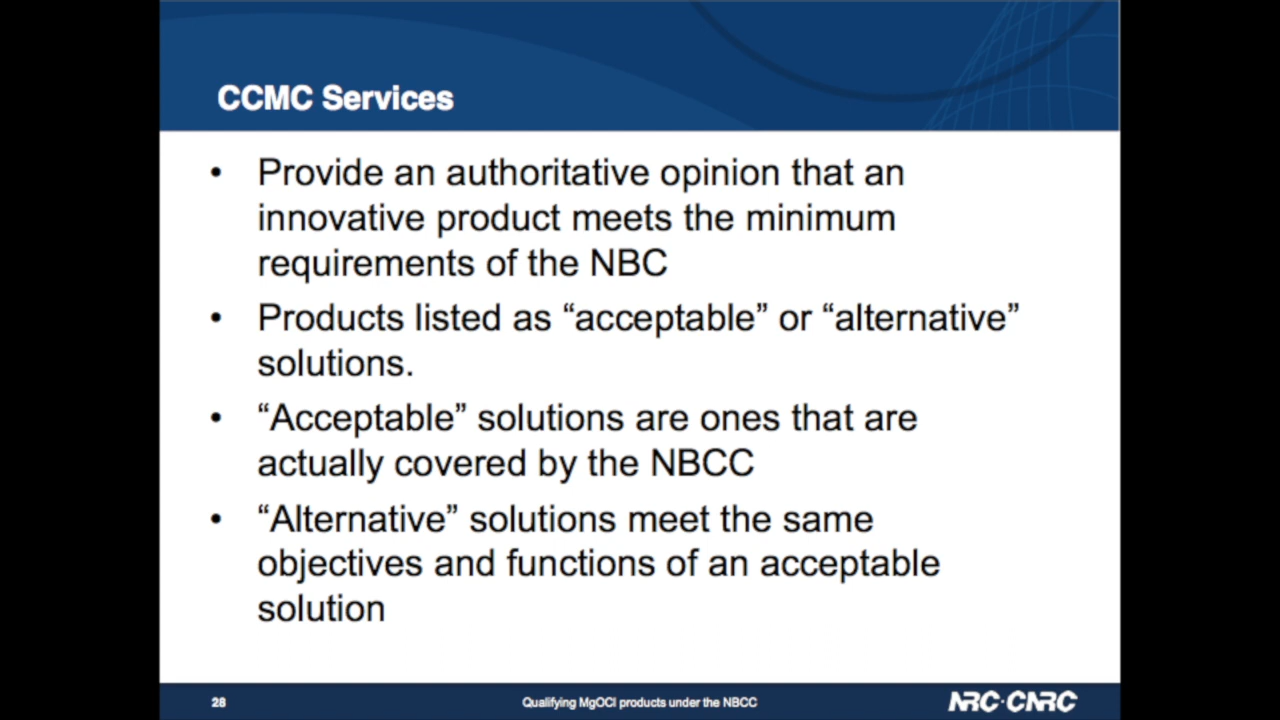 CCMC Services
• Provide an authoritative opinion that an
innovative product meets the minimum
requirements of the NBC
• Products listed as “acceptable” or “alternative”
solutions.
• “Acceptable” solutions are ones that are
actually covered by the NBCC
• “Alternative” solutions meet the same
objectives and functions of an acceptable
solution
28
Qualifying MgOCl products under the NBCC
NRC·CNRC